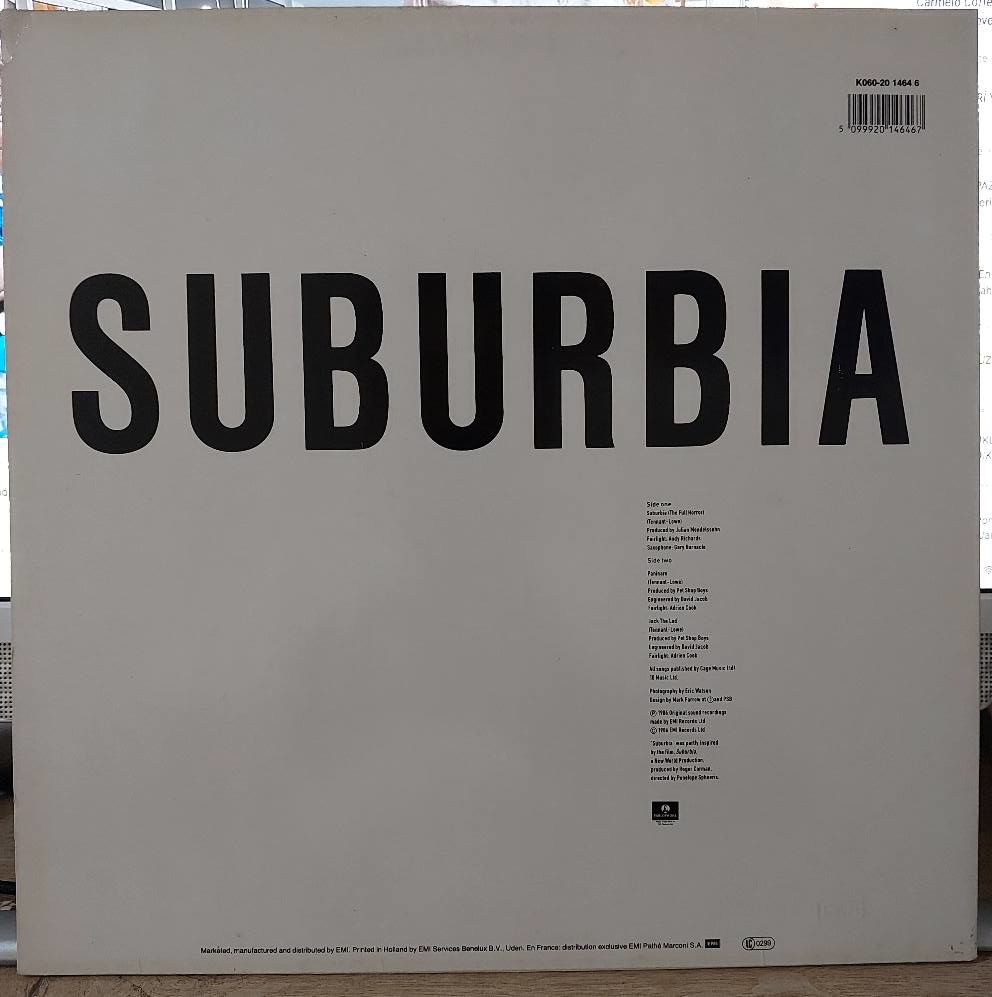 K060-20 1464 6
5 099920 146467
SUBURBIA
Side one
Suburbia (The Full Horror)
(Tennant-Lowe)
Produced by Julian Mendelssohn
Fairlight: Andy Richards
Saxophone: Gary Barnacle
Side two
Paninaro
(Tennant-Lowe)
Produced by Pet Shop Boys
Engineered by David Jacob
Fairlight: Adrien Cook
Jack The Lad
(Tennant-Lowe)
Produced by Pet Shop Boys
Engineered by David Jacob
Fairlight: Adrien Cook
All songs published by Cage Music Ltd/
10 Music Ltd.
Photography by Eric Watson
Design by Mark Farrow at and PSB
Ⓟ 1986 Original sound recordings
made by EMI Records Ltd
© 1986 EMI Records Ltd
'Suburbia' was partly inspired
by the film, Suburbia,
a New World Production,
produced by Roger Corman,
directed by Penelope Spheeris.
PARLOPHONE
Marketed, manufactured and distributed by EMI. Printed in Holland by EMI Services Benelux B.V., Uden. En France: distribution exclusive EMI Pathé Marconi S.A. EMI LC 0299